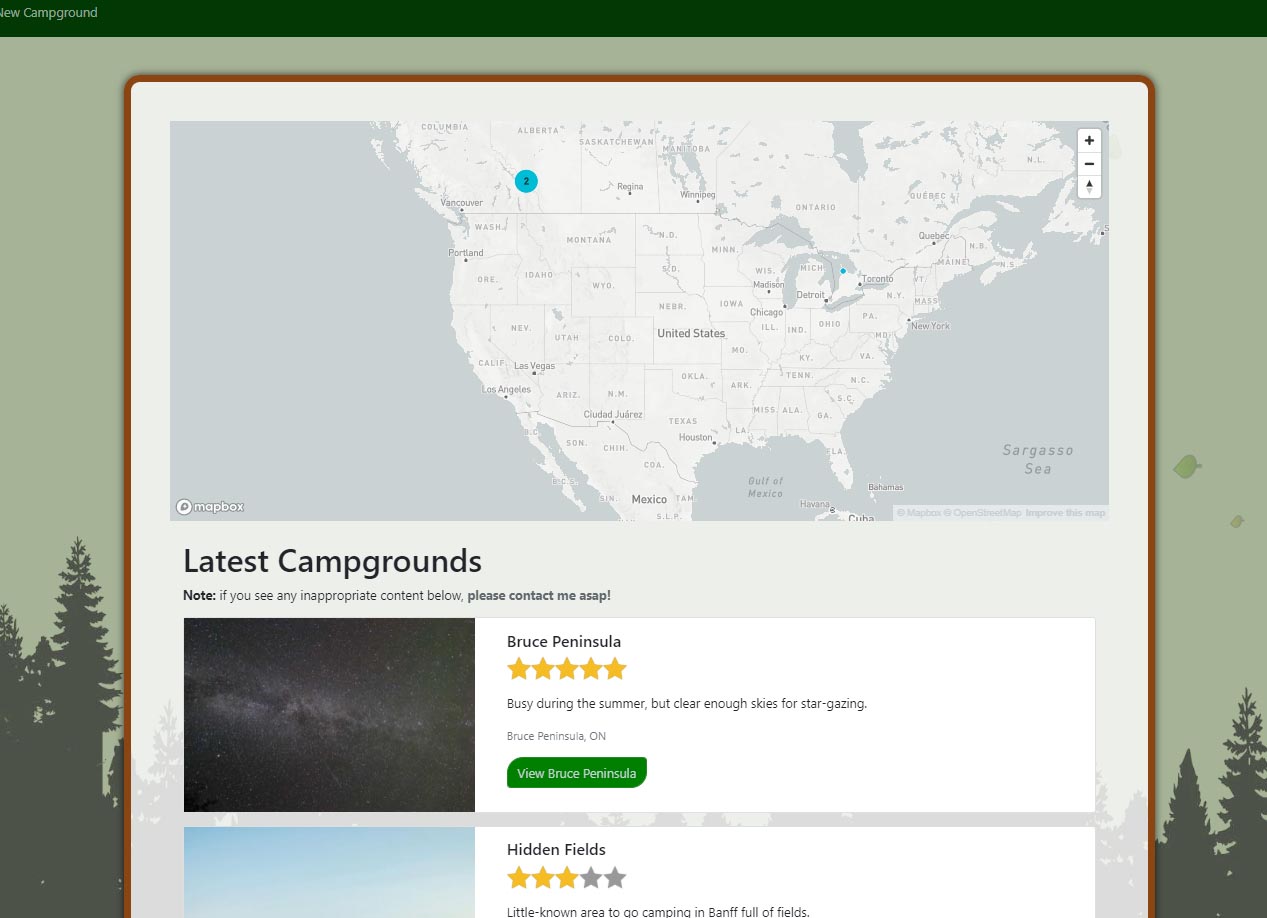 New Campground
COLUMBIA
ALBERTA
SASKATCHEWAN
MANITOBA
N.L.
2
Regina
Winnipeg
Vancouver
ONTARIO
QUÉBEC
WASH.
MONTANA
N.D.
MINN.
Quebec
N.B.
Portland
MAINE
N.S.
ORE.
IDAHO
WYO.
S.D.
WIS.
MICH.
Toronto
VT.
Madison
Detroit
N.Y.
MASS.
NEBR.
IOWA
Chicago
PA.
NEV.
UTAH
COLO.
United States
ILL.
IND.
OHIO
MD.
New York
CALIF.
Las Vegas
MO.
KY.
VA.
Los Angeles
ARIZ.
N.M.
OKLA.
ARK.
TENN.
N.C.
Ciudad Juárez
TEXAS
MISS.
ALA.
GA.
S.C.
B.C.
SON.
CHIH.
Houston
LA.
FLA.
COA.
Sargasso
Sea
B.C.S.
SIN.
Mexico
TAM.
Gulf of
Mexico
Bahamas
Havana
Cuba
S.L.P.
mapbox
© Mapbox © OpenStreetMap Improve this map
Latest Campgrounds
Note: if you see any inappropriate content below, please contact me asap!
Bruce Peninsula
Busy during the summer, but clear enough skies for star-gazing.
Bruce Peninsula, ON
View Bruce Peninsula
Hidden Fields
Little-known area to go camping in Banff full of fields.